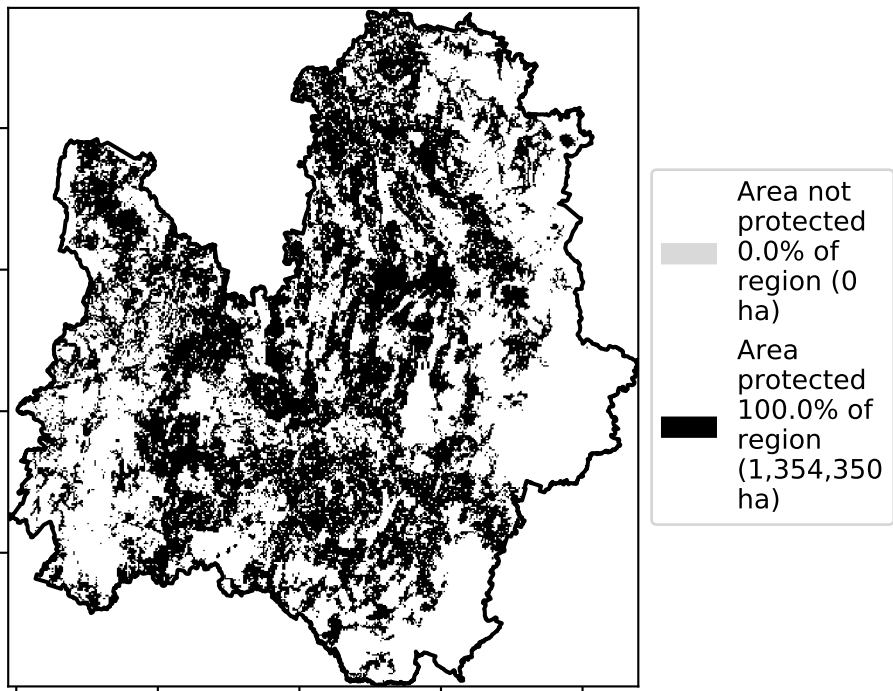 Area not
protected
0.0% of
region (0
ha)
Area
protected
100.0% of
region
(1,354,350
ha)